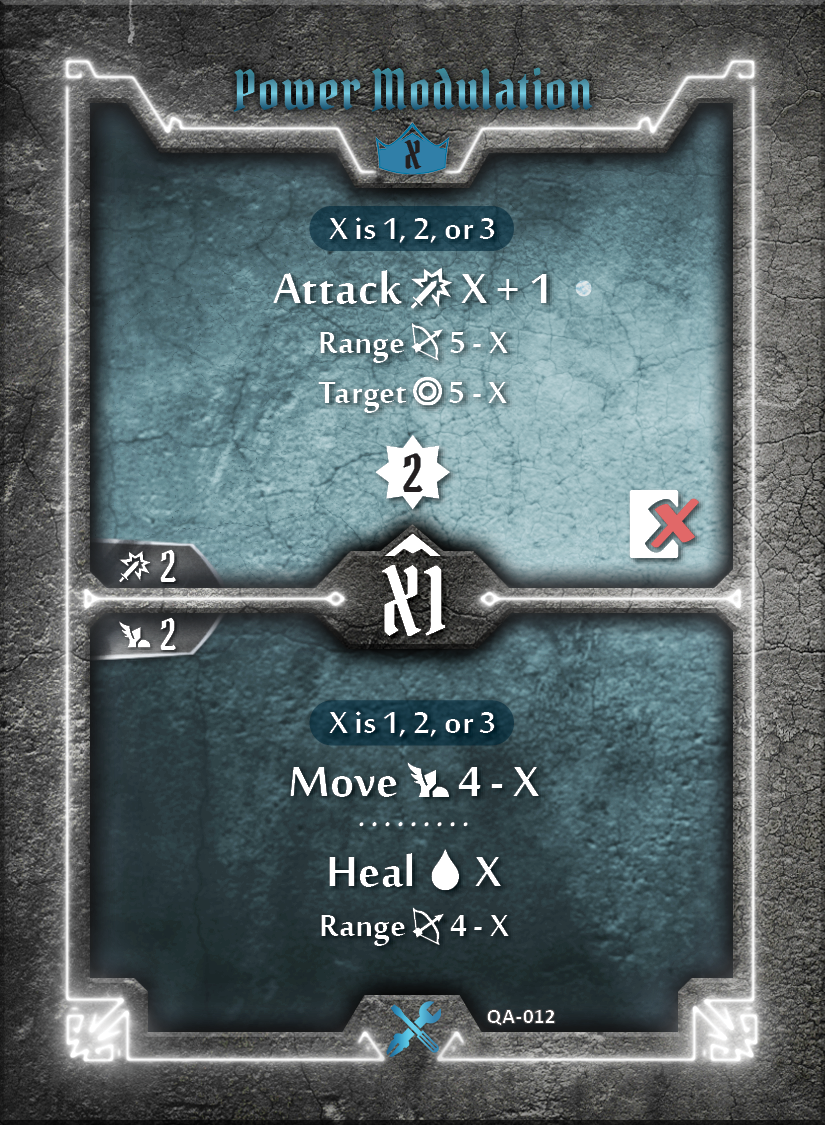 Power Modulation
X
X is 1, 2, or 3
Attack X + 1
Range 5 - X
Target 5 - X
2
2
X1
2
X is 1, 2, or 3
Move 4 - X
Heal X
Range 4 - X
QA-012